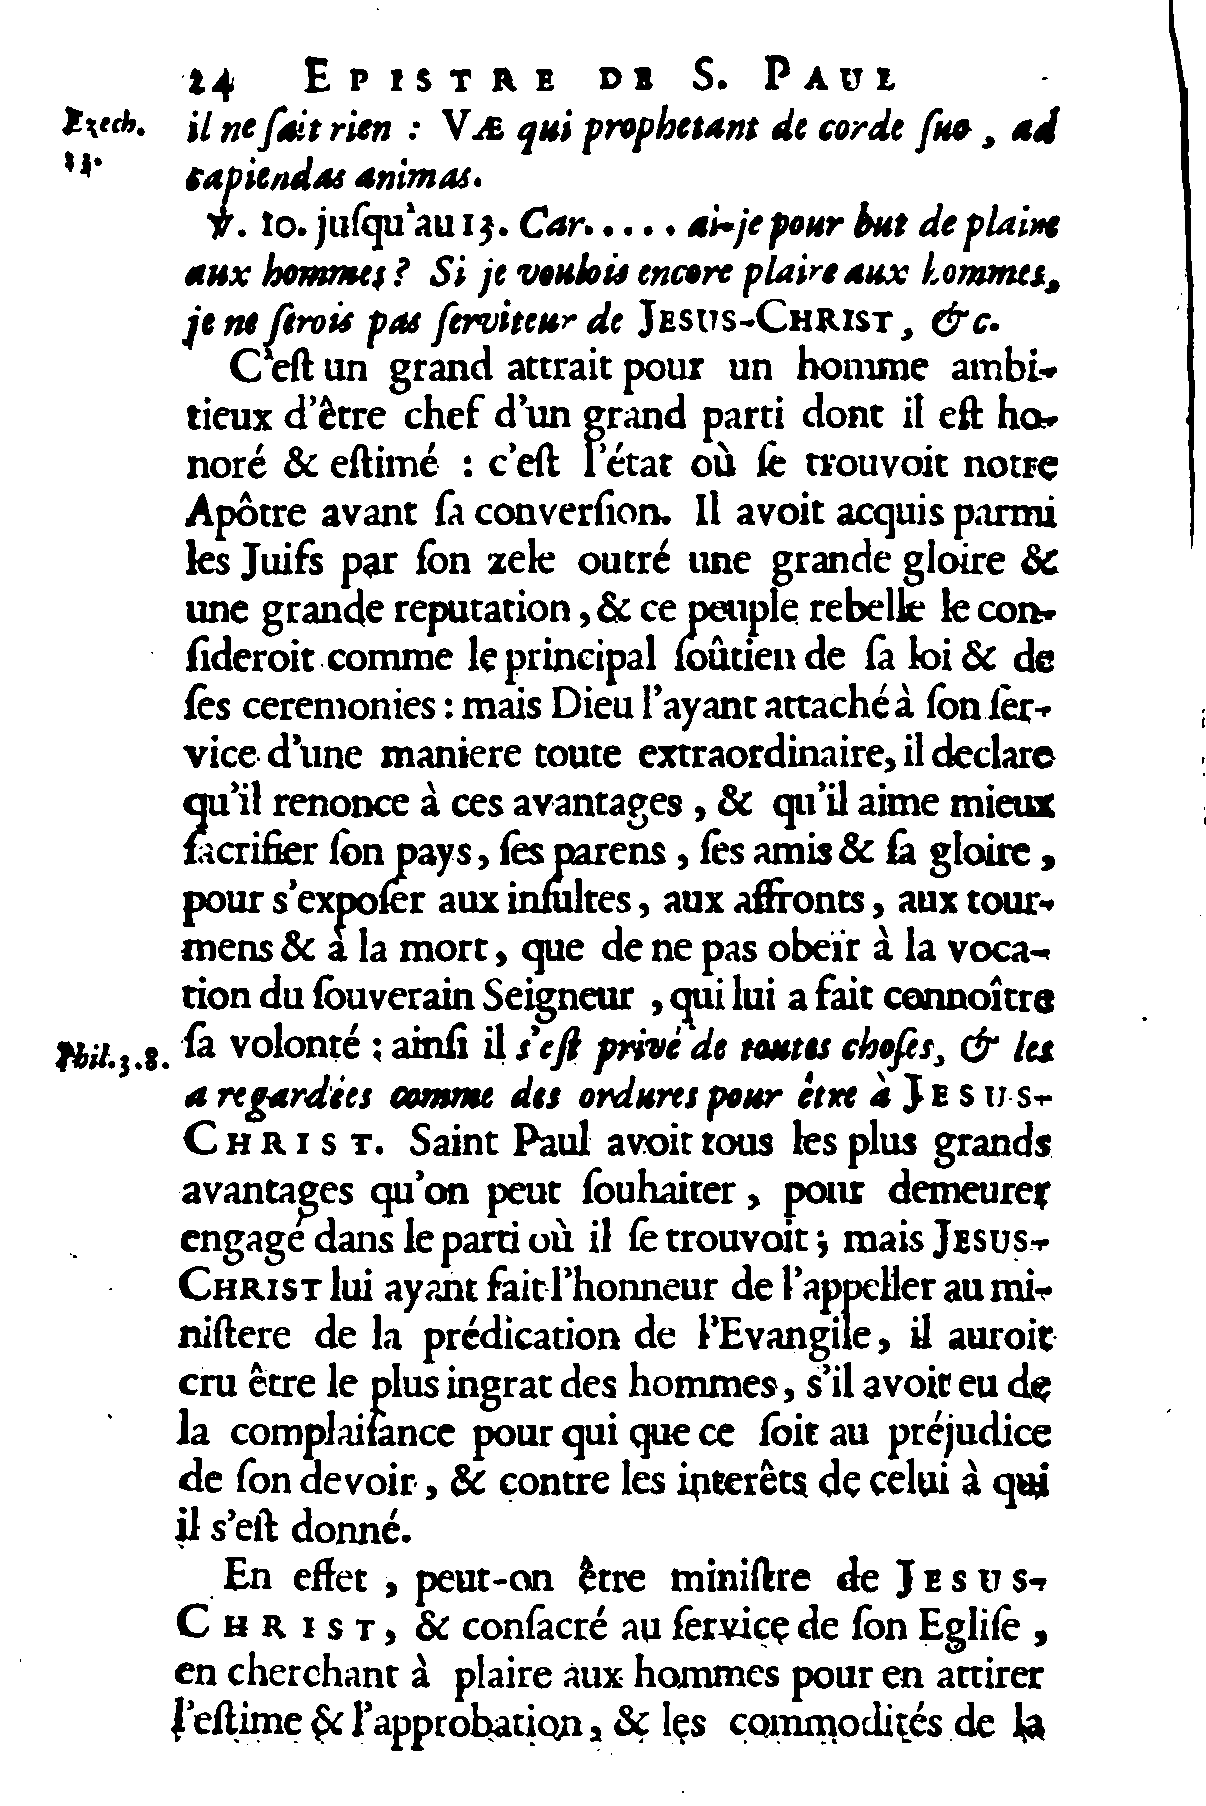 24 EPISTRE DE S. PAUL
Ezech. il ne ſait rien : VÆ qui prophetant de corde ſuo, ad
13. capiendas animas.
℣. 10. juſqu'au 13. Car..... ai-je pour but de plaire
aux hommes? Si je voulois encore plaire aux hommes,
je ne ſerois pas ſerviteur de JESUS-CHRIST, &c.
C'eſt un grand attrait pour un homme ambi-
tieux d'être chef d'un grand parti dont il eſt ho-
noré & eſtimé : c'eſt l'état où ſe trouvoit notre
Apôtre avant ſa converſion. Il avoit acquis parmi
les Juifs par ſon zele outré une grande gloire &
une grande reputation, & ce peuple rebelle le con-
ſideroit comme le principal ſoûtien de ſa loi & de
ſes ceremonies : mais Dieu l'ayant attaché à ſon ſer-
vice d'une maniere toute extraordinaire, il declare
qu'il renonce à ces avantages, & qu'il aime mieux
ſacrifier ſon pays, ſes parens, ſes amis & ſa gloire,
pour s'expoſer aux inſultes, aux affronts, aux tour-
mens & à la mort, que de ne pas obeïr à la voca-
tion du ſouverain Seigneur, qui lui a fait connoître
Phil. 3. 8. ſa volonté ; ainſi il s'eſt privé de toutes choſes, & les
a regardées comme des ordures pour être à JESUS-
CHRIST. Saint Paul avoit tous les plus grands
avantages qu'on peut ſouhaiter, pour demeurer
engagé dans le parti où il ſe trouvoit ; mais JESUS-
CHRIST lui ayant fait l'honneur de l'appeller au mi-
niſtere de la prédication de l'Evangile, il auroit
cru être le plus ingrat des hommes, s'il avoit eu de
la complaiſance pour qui que ce ſoit au préjudice
de ſon devoir, & contre les interêts de celui à qui
il s'eſt donné.
En effet, peut-on être miniſtre de JESUS-
CHRIST, & conſacré au ſervice de ſon Egliſe,
en cherchant à plaire aux hommes pour en attirer
l'eſtime & l'approbation, & les commodités de la